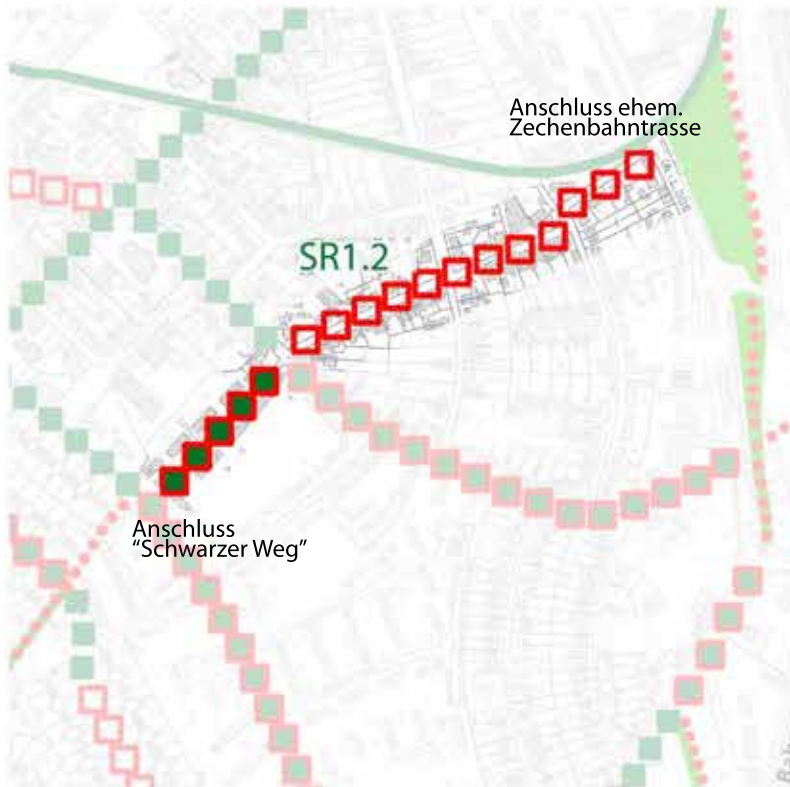 Anschluss ehem.
Zechenbahntrasse
SR1.2
Anschluss
“Schwarzer Weg”